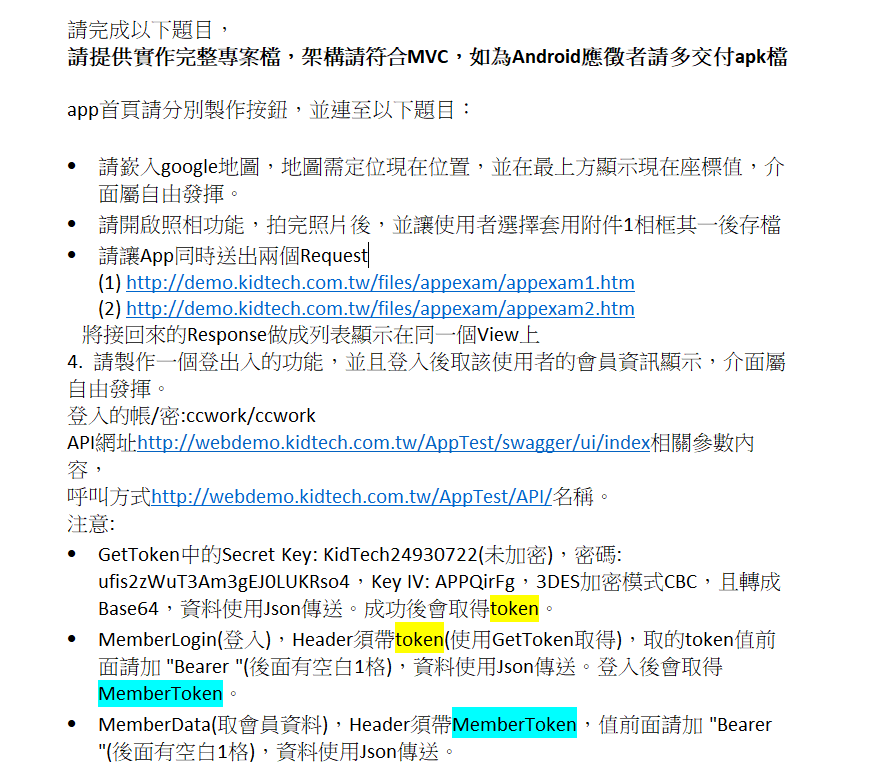 請完成以下題目，
請提供實作完整專案檔，架構請符合MVC，如為Android應徵者請多交付apk檔
app首頁請分別製作按鈕，並連至以下題目：
• 請嵌入google地圖，地圖需定位現在位置，並在最上方顯示現在座標值，介
面屬自由發揮。
• 請開啟照相功能，拍完照片後，並讓使用者選擇套用附件1相框其一後存檔
• 請讓App同時送出兩個Request
(1) http://demo.kidtech.com.tw/files/appexam/appexam1.htm
(2) http://demo.kidtech.com.tw/files/appexam/appexam2.htm
將接回來的Response做成列表顯示在同一個View上
4. 請製作一個登出入的功能，並且登入後取該使用者的會員資訊顯示，介面屬
自由發揮。
登入的帳/密:ccwork/ccwork
API網址http://webdemo.kidtech.com.tw/AppTest/swagger/ui/index相關參數內
容，
呼叫方式http://webdemo.kidtech.com.tw/AppTest/API/名稱。
注意:
• GetToken中的Secret Key: KidTech24930722(未加密)，密碼:
ufis2zWuT3Am3gEJ0LUKRso4，Key IV: APPQirFg，3DES加密模式CBC，且轉成
Base64，資料使用Json傳送。成功後會取得token。
• MemberLogin(登入)，Header須帶token(使用GetToken取得)，取的token值前
面請加 "Bearer "(後面有空白1格)，資料使用Json傳送。登入後會取得
MemberToken。
• MemberData(取會員資料)，Header須帶MemberToken，值前面請加 "Bearer
"(後面有空白1格)，資料使用Json傳送。